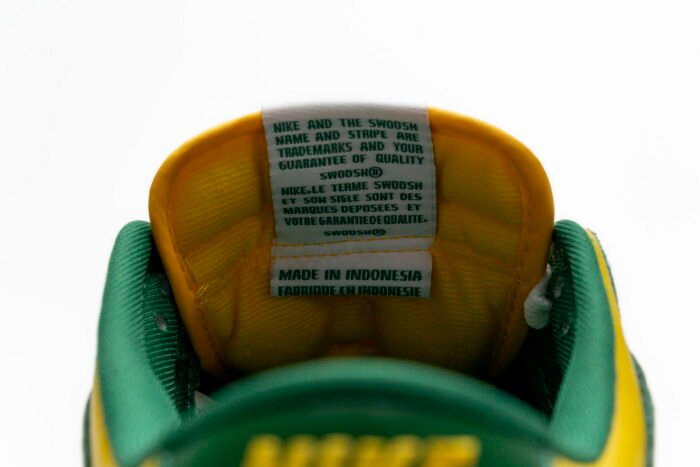 NIKE AND THE SWOOSH
NAME AND STRIPE ARE
TRADEMARKS AND YOUR
GUARANTEE OF QUALITY
SWOOSH®
NIKE.LE TERME SWOOSH
ET SON SIGLE SONT DES
MARQUES DEPOSEES ET
VOTRE GARANTIE DE QUALITE.
SWOOSH®
MADE IN INDONESIA
FABRIQUE EN INDONESIE
NIKE